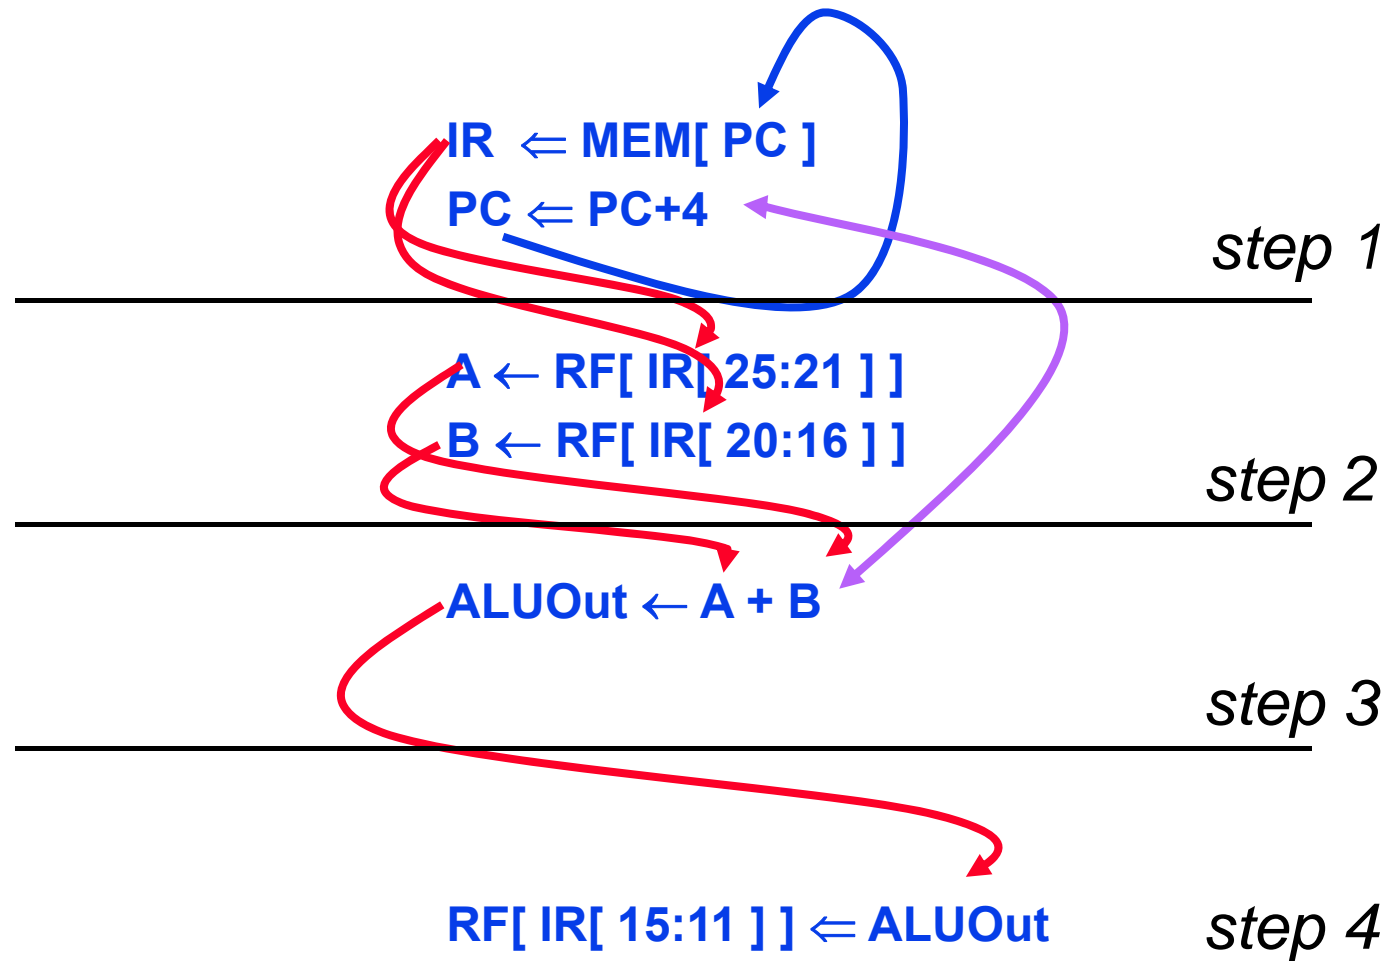 IR ⇐ MEM[ PC ]
PC ⇐ PC+4
step 1
A ← RF[ IR[ 25:21 ] ]
B ← RF[ IR[ 20:16 ] ]
step 2
ALUOut ← A + B
step 3
RF[ IR[ 15:11 ] ] ⇐ ALUOut
step 4